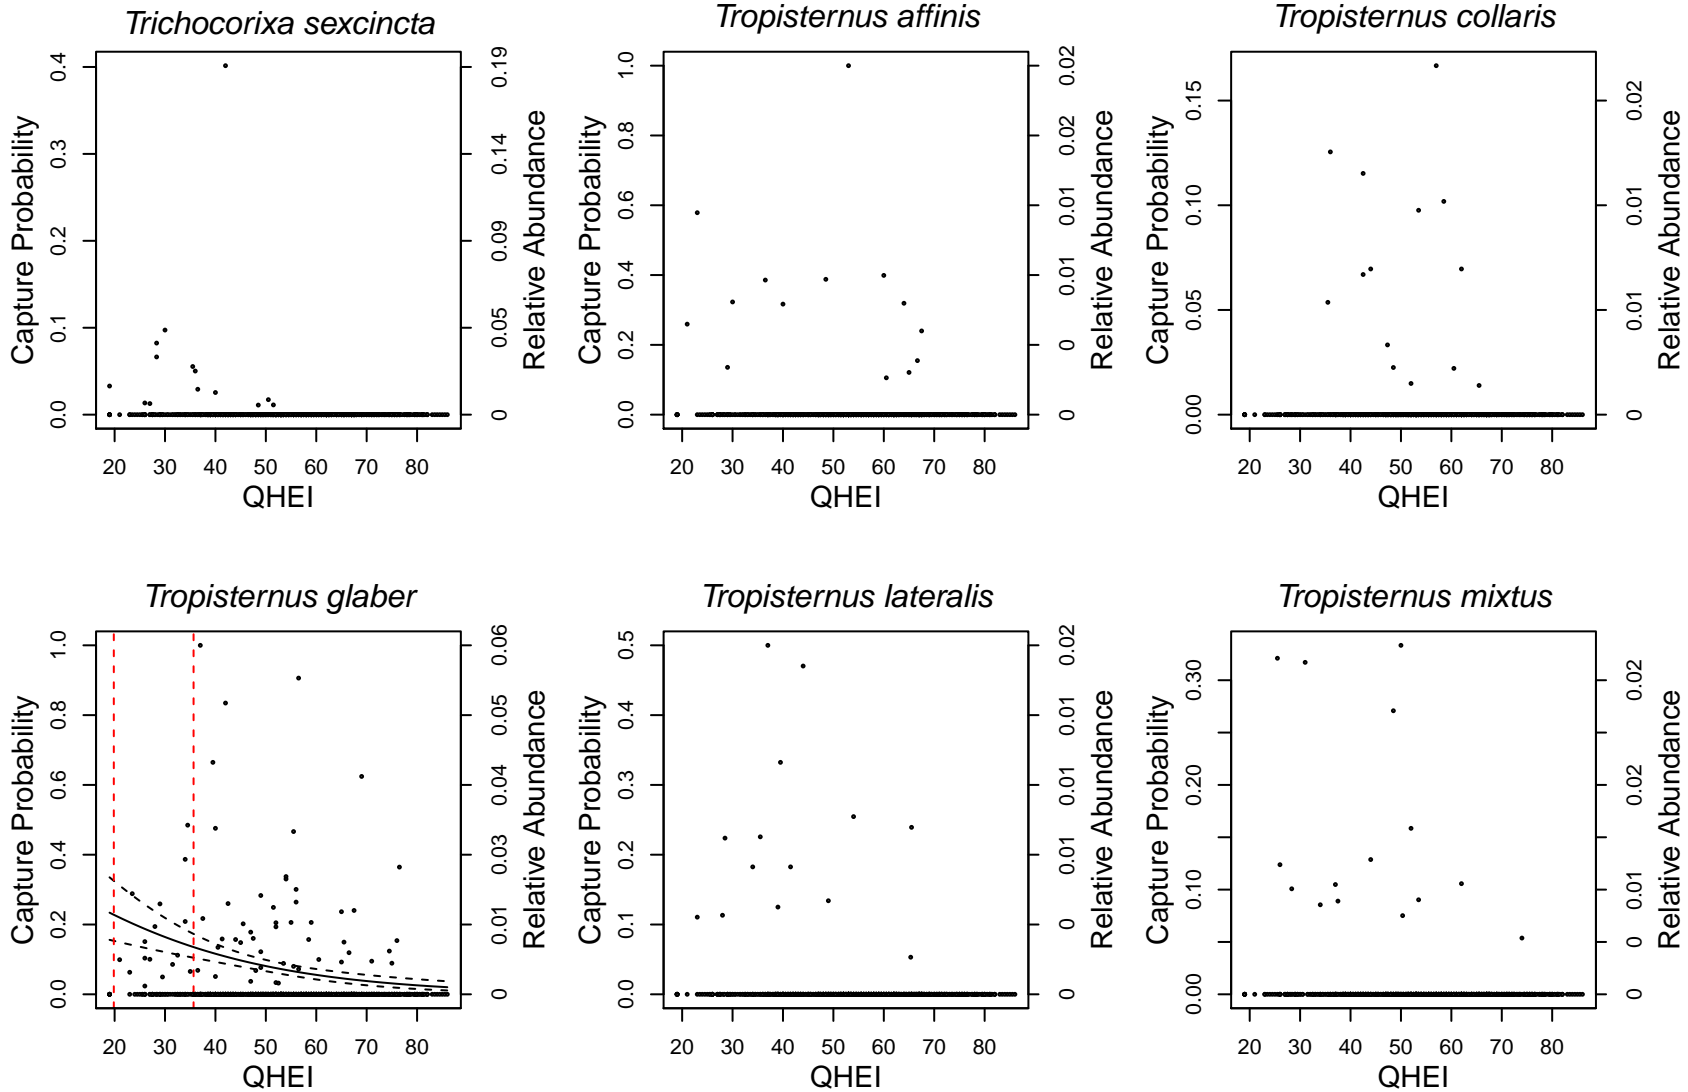 Trichocorixa sexcincta
Capture Probability
0.0 0.1 0.2 0.3 0.4
20 30 40 50 60 70 80
QHEI
0 0.05 0.09 0.14 0.19
Relative Abundance
Tropisternus affinis
Capture Probability
0.0 0.2 0.4 0.6 0.8 1.0
20 30 40 50 60 70 80
QHEI
0 0 0.01 0.01 0.02 0.02
Relative Abundance
Tropisternus collaris
Capture Probability
0.00 0.05 0.10 0.15
20 30 40 50 60 70 80
QHEI
0 0.01 0.01 0.02
Relative Abundance
Tropisternus glaber
Capture Probability
0.0 0.2 0.4 0.6 0.8 1.0
20 30 40 50 60 70 80
QHEI
0 0.01 0.03 0.04 0.05 0.06
Relative Abundance
Tropisternus lateralis
Capture Probability
0.0 0.1 0.2 0.3 0.4 0.5
20 30 40 50 60 70 80
QHEI
0 0 0.01 0.01 0.01 0.02
Relative Abundance
Tropisternus mixtus
Capture Probability
0.00 0.10 0.20 0.30
20 30 40 50 60 70 80
QHEI
0 0 0.01 0.02 0.02
Relative Abundance